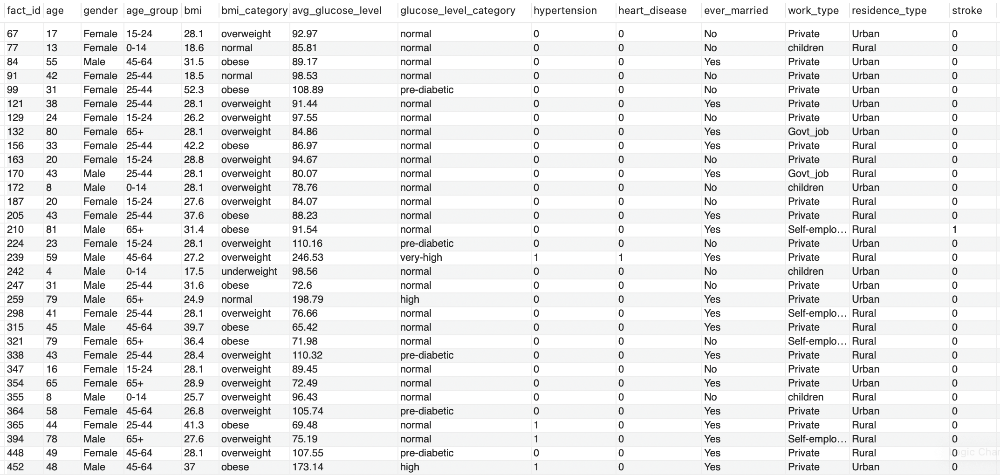 fact_id age gender age_group bmi bmi_category avg_glucose_level glucose_level_category hypertension heart_disease ever_married work_type residence_type stroke
67 17 Female 15-24 28.1 overweight 92.97 normal 0 0 No Private Urban 0
77 13 Female 0-14 18.6 normal 85.81 normal 0 0 No children Rural 0
84 55 Male 45-64 31.5 obese 89.17 normal 0 0 Yes Private Urban 0
91 42 Female 25-44 18.5 normal 98.53 normal 0 0 No Private Urban 0
99 31 Female 25-44 52.3 obese 108.89 pre-diabetic 0 0 No Private Urban 0
121 38 Female 25-44 28.1 overweight 91.44 normal 0 0 Yes Private Urban 0
129 24 Female 15-24 26.2 overweight 97.55 normal 0 0 No Private Urban 0
132 80 Female 65+ 28.1 overweight 84.86 normal 0 0 Yes Govt_job Urban 0
156 33 Female 25-44 42.2 obese 86.97 normal 0 0 Yes Private Rural 0
163 20 Female 15-24 28.8 overweight 94.67 normal 0 0 No Private Rural 0
170 43 Male 25-44 28.1 overweight 80.07 normal 0 0 Yes Govt_job Rural 0
172 8 Male 0-14 28.1 overweight 78.76 normal 0 0 No children Urban 0
187 20 Female 15-24 27.6 overweight 84.07 normal 0 0 No Private Rural 0
205 43 Female 25-44 37.6 obese 88.23 normal 0 0 Yes Private Rural 0
210 81 Male 65+ 31.4 obese 91.54 normal 0 0 Yes Self-emplo... Rural 1
224 23 Female 15-24 28.1 overweight 110.16 pre-diabetic 0 0 No Private Urban 0
239 59 Male 45-64 27.2 overweight 246.53 very-high 1 1 Yes Private Rural 0
242 4 Male 0-14 17.5 underweight 98.56 normal 0 0 No children Urban 0
247 31 Male 25-44 31.6 obese 72.6 normal 0 0 No Private Urban 0
259 79 Male 65+ 24.9 normal 198.79 high 0 0 Yes Private Urban 0
298 41 Female 25-44 28.1 overweight 76.66 normal 0 0 Yes Self-emplo... Rural 0
315 45 Male 45-64 39.7 obese 65.42 normal 0 0 Yes Private Rural 0
321 79 Female 65+ 36.4 obese 71.98 normal 0 0 No Self-emplo... Rural 0
338 43 Female 25-44 28.4 overweight 110.32 pre-diabetic 0 0 Yes Private Rural 0
347 16 Female 15-24 28.1 overweight 89.45 normal 0 0 No Private Urban 0
354 65 Female 65+ 28.9 overweight 72.49 normal 0 0 Yes Private Urban 0
355 8 Male 0-14 25.7 overweight 96.43 normal 0 0 No children Rural 0
364 58 Female 45-64 26.8 overweight 105.74 pre-diabetic 0 0 Yes Private Urban 0
365 44 Female 25-44 41.3 obese 69.48 normal 1 0 Yes Private Rural 0
394 78 Male 65+ 27.6 overweight 75.19 normal 1 0 Yes Self-emplo... Rural 0
448 49 Female 45-64 28.1 overweight 107.55 pre-diabetic 0 0 Yes Private Rural 0
452 48 Male 45-64 37 obese 173.14 high 1 0 Yes Private Urban 0